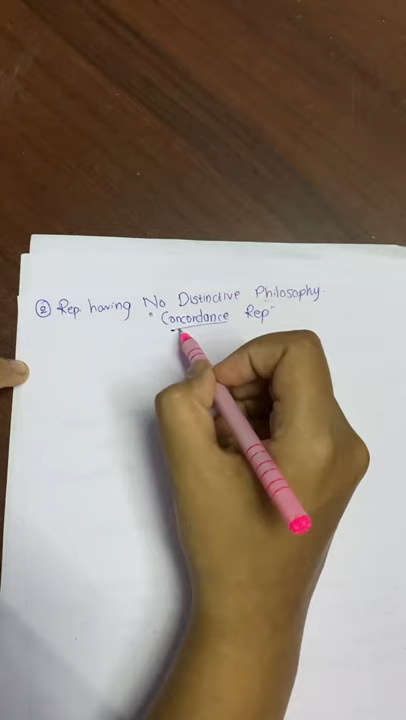 ② Rep. having No Distinctive Philosophy.
"Concordance Rep"